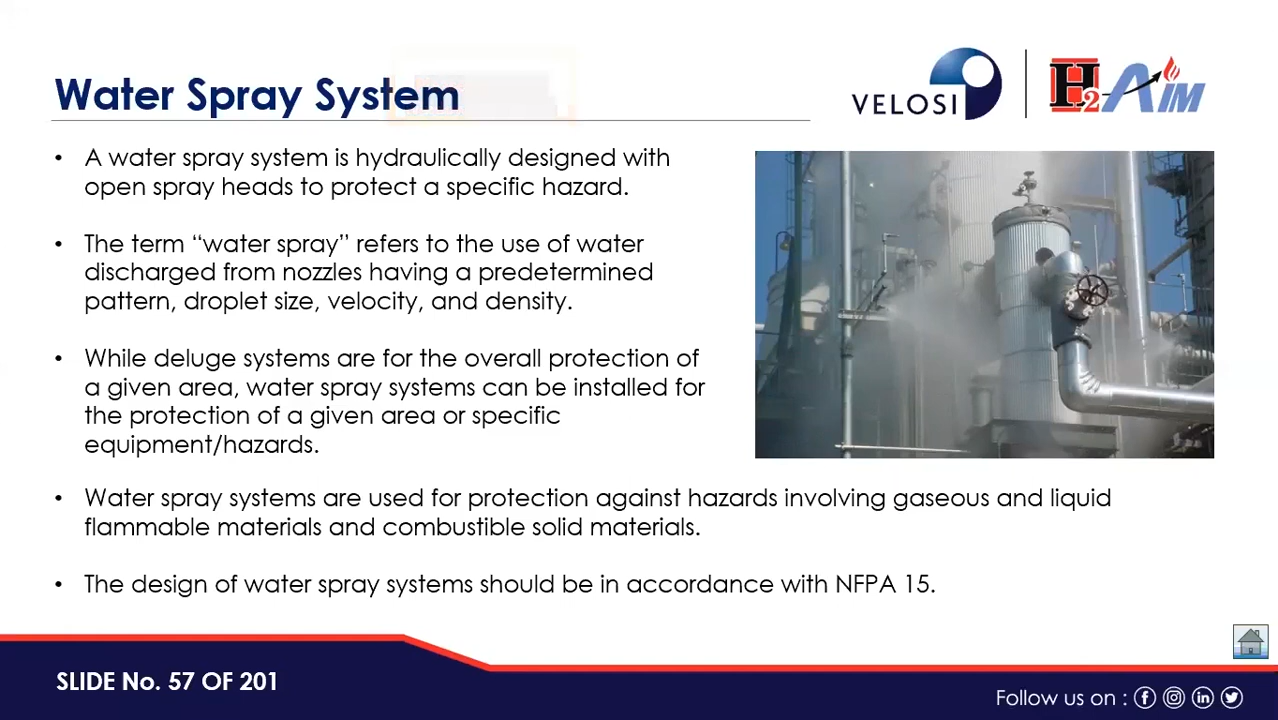 Water Spray System
VELOSI
H2AIM
• A water spray system is hydraulically designed with
open spray heads to protect a specific hazard.
• The term “water spray” refers to the use of water
discharged from nozzles having a predetermined
pattern, droplet size, velocity, and density.
• While deluge systems are for the overall protection of
a given area, water spray systems can be installed for
the protection of a given area or specific
equipment/hazards.
• Water spray systems are used for protection against hazards involving gaseous and liquid
flammable materials and combustible solid materials.
• The design of water spray systems should be in accordance with NFPA 15.
SLIDE No. 57 OF 201
Follow us on :